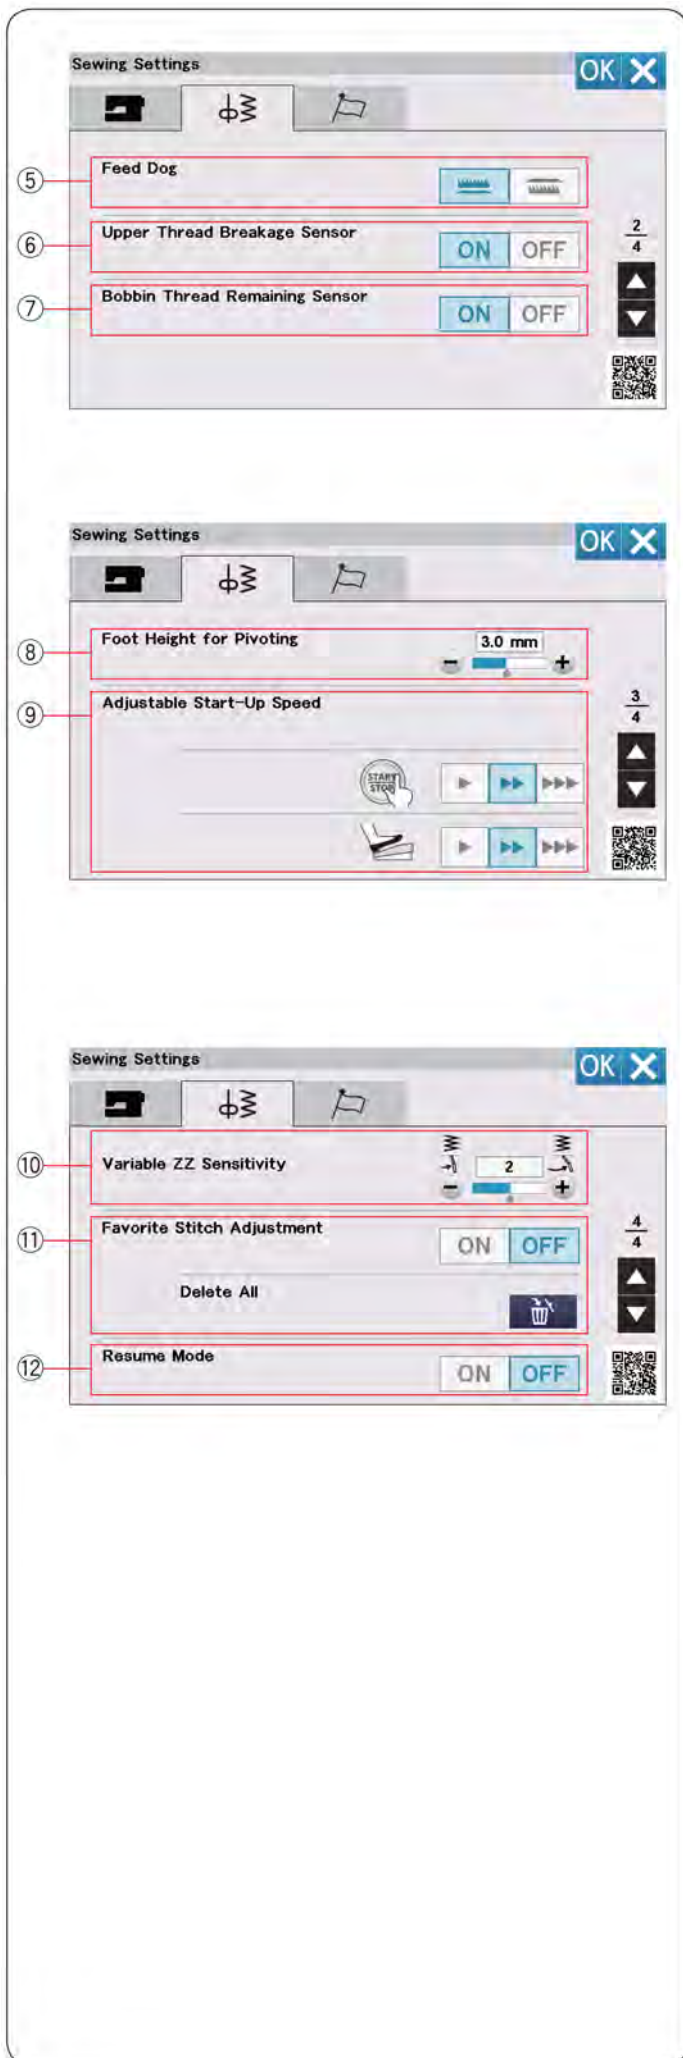 Sewing Settings
OK X
⑤ Feed Dog
⑥ Upper Thread Breakage Sensor
ON OFF
2
4
⑦ Bobbin Thread Remaining Sensor
ON OFF
Sewing Settings
OK X
⑧ Foot Height for Pivoting
3.0 mm
− +
⑨ Adjustable Start-Up Speed
3
4
START
STOP
Sewing Settings
OK X
⑩ Variable ZZ Sensitivity
2
− +
⑪ Favorite Stitch Adjustment
ON OFF
4
4
Delete All
⑫ Resume Mode
ON OFF